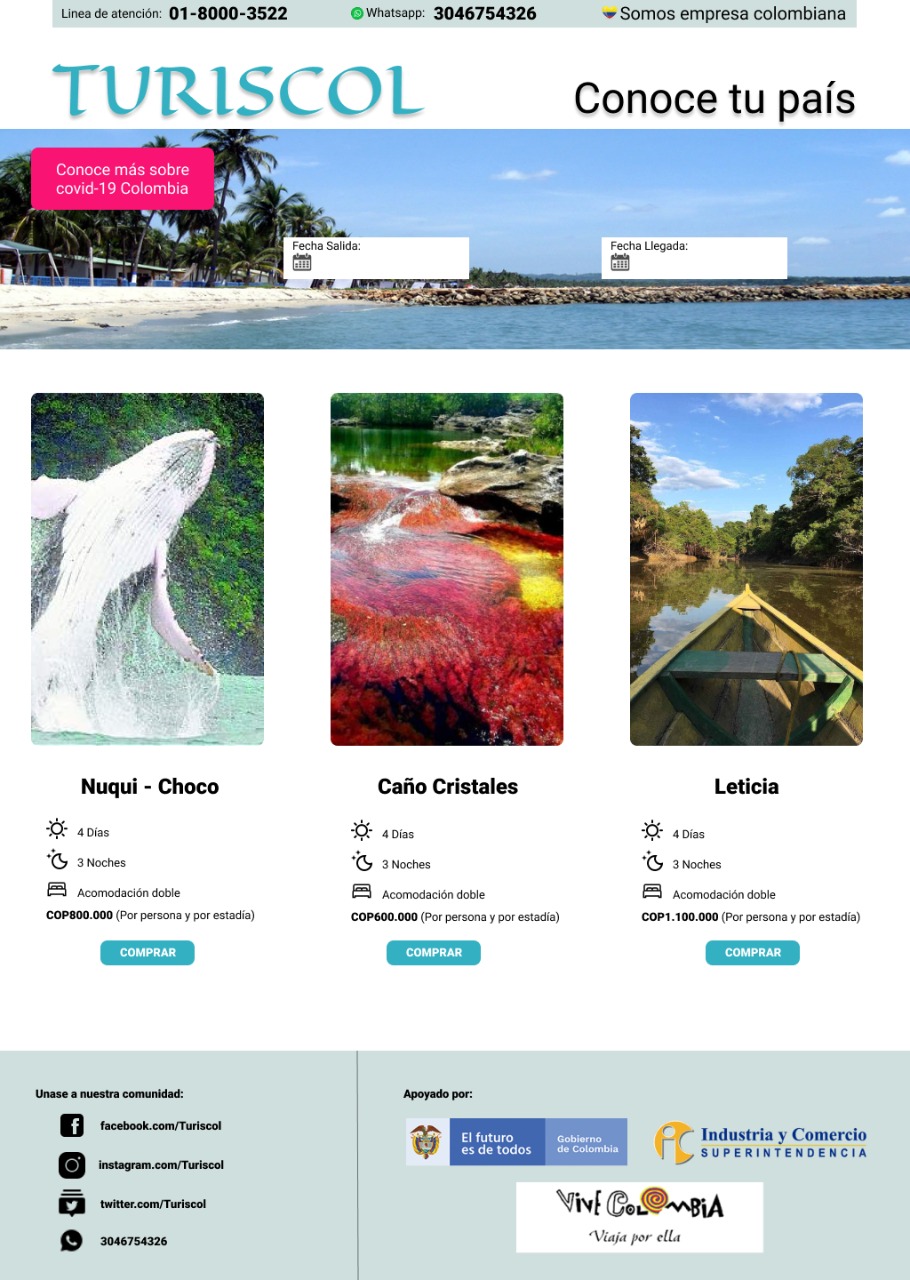 Linea de atención: 01-8000-3522 Whatsapp: 3046754326 Somos empresa colombiana
TURISCOL
Conoce tu país
Conoce más sobre
covid-19 Colombia
Fecha Salida:
Fecha Llegada:
Nuqui - Choco
4 Días
3 Noches
Acomodación doble
COP800.000 (Por persona y por estadía)
COMPRAR
Caño Cristales
4 Días
3 Noches
Acomodación doble
COP600.000 (Por persona y por estadía)
COMPRAR
Leticia
4 Días
3 Noches
Acomodación doble
COP1.100.000 (Por persona y por estadía)
COMPRAR
Unase a nuestra comunidad:
facebook.com/Turiscol
instagram.com/Turiscol
twitter.com/Turiscol
3046754326
Apoyado por:
El futuro
es de todos
Gobierno
de Colombia
Industria y Comercio
SUPERINTENDENCIA
Vive Colombia
Viaja por ella